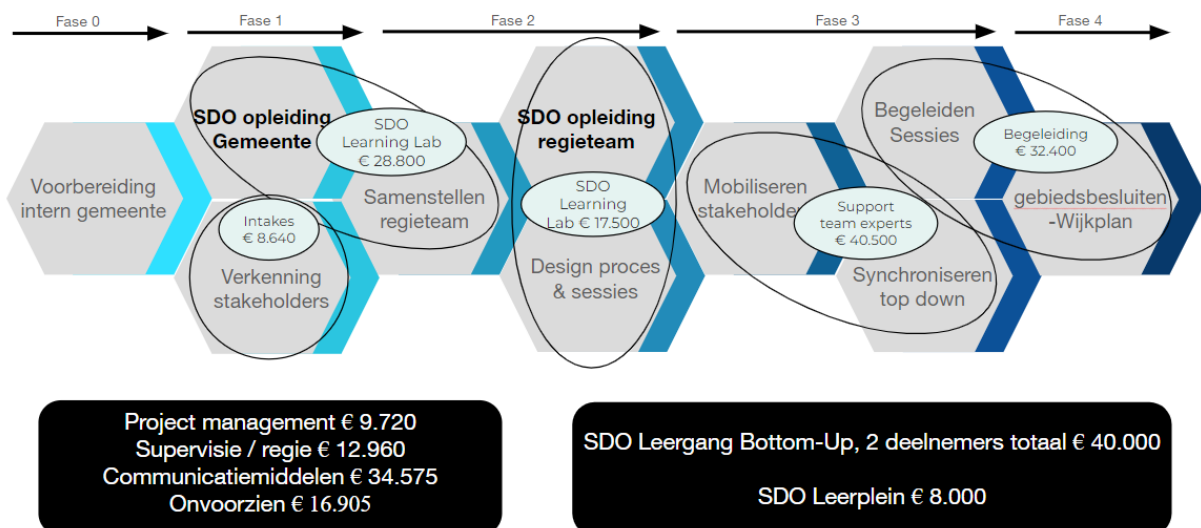 Fase 0
Fase 1
Fase 2
Fase 3
Fase 4
Voorbereiding
intern gemeente
SDO opleiding
Gemeente
SDO
Learning Lab
€ 28.800
Intakes
€ 8.640
Verkenning
stakeholders
Samenstellen
regieteam
SDO opleiding
regieteam
SDO
Learning
Lab € 17.500
Design proces
& sessies
Mobiliseren
stakeholders
Support
team experts
€ 40.500
Begeleiden
Sessies
Synchroniseren
top down
Begeleiding
€ 32.400
gebiedsbesluiten
-Wijkplan
Project management € 9.720
Supervisie / regie € 12.960
Communicatiemiddelen € 34.575
Onvoorzien € 16.905
SDO Leergang Bottom-Up, 2 deelnemers totaal € 40.000
SDO Leerplein € 8.000